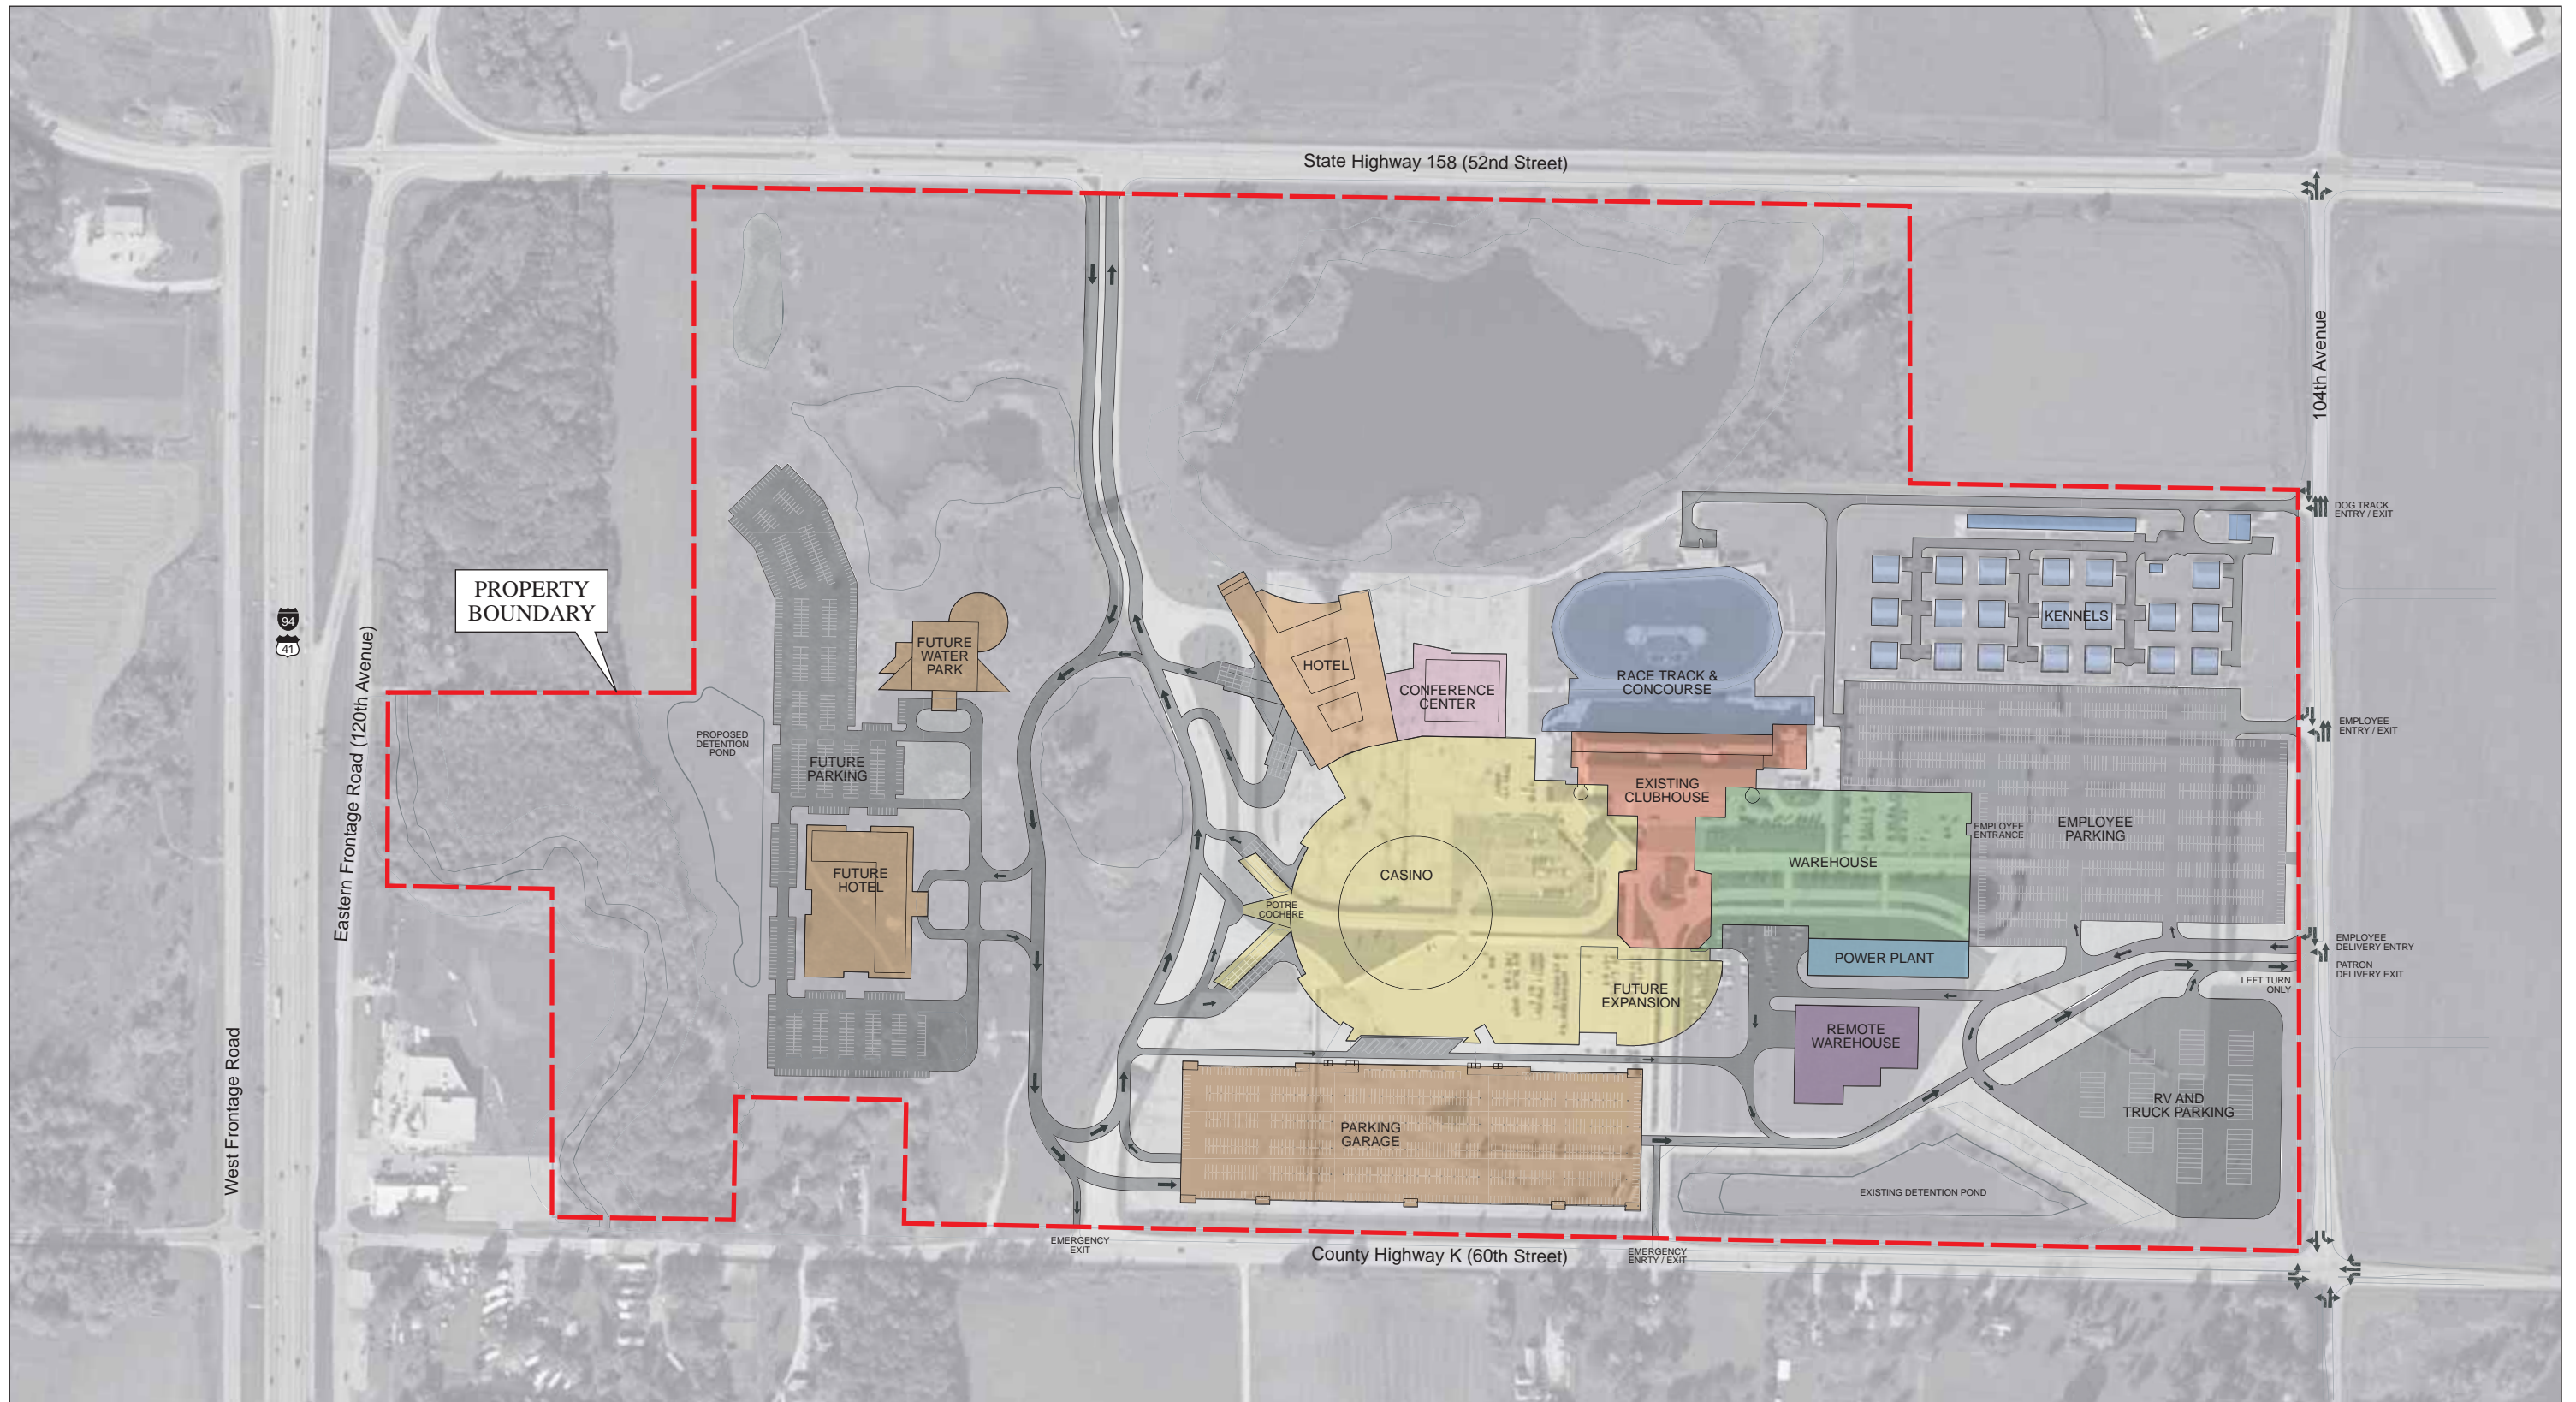 State Highway 158 (52nd Street)
104th Avenue
DOG TRACK
ENTRY / EXIT
PROPERTY
BOUNDARY
94
41
Eastern Frontage Road (120th Avenue)
West Frontage Road
KENNELS
FUTURE
WATER
PARK
HOTEL
CONFERENCE
CENTER
RACE TRACK &
CONCOURSE
EMPLOYEE
ENTRY / EXIT
PROPOSED
DETENTION
POND
FUTURE
PARKING
EXISTING
CLUBHOUSE
EMPLOYEE
ENTRANCE
EMPLOYEE
PARKING
WAREHOUSE
FUTURE
HOTEL
CASINO
POTRE
COCHERE
EMPLOYEE
DELIVERY ENTRY
PATRON
DELIVERY EXIT
LEFT TURN
ONLY
POWER PLANT
FUTURE
EXPANSION
REMOTE
WAREHOUSE
RV AND
TRUCK PARKING
PARKING
GARAGE
EXISTING DETENTION POND
EMERGENCY
EXIT
County Highway K (60th Street)
EMERGENCY
ENRTY / EXIT